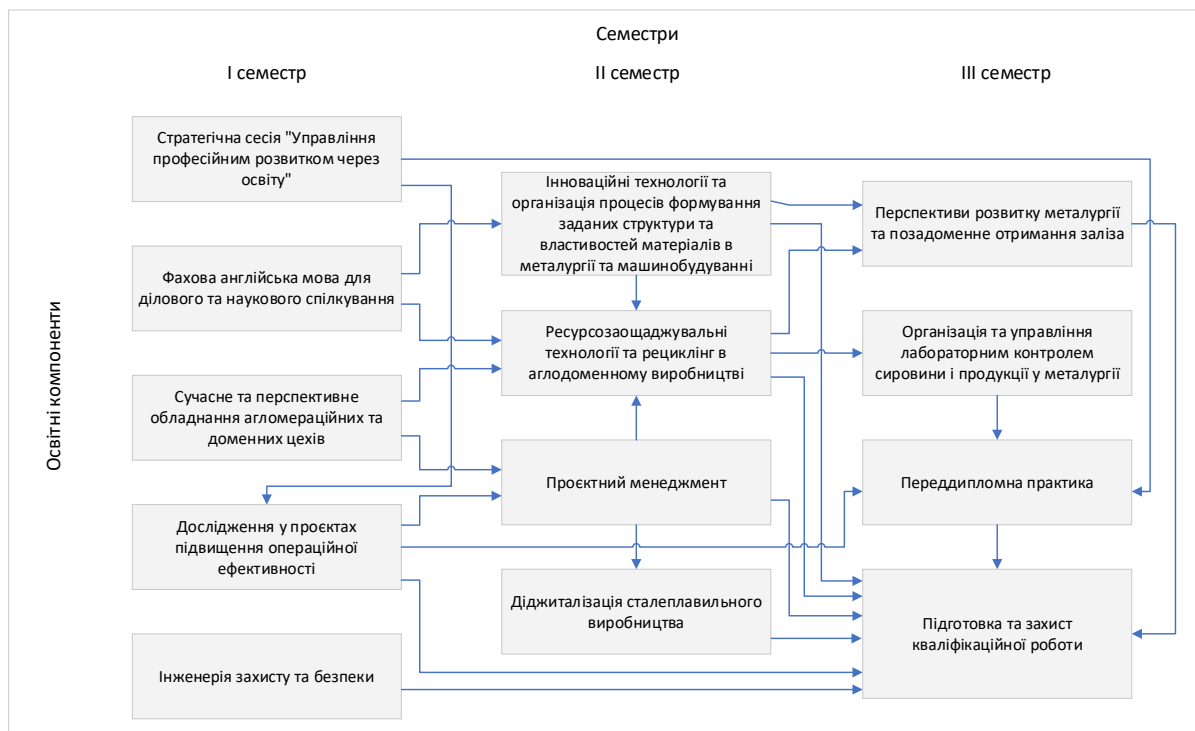 Семестри
I семестр
II семестр
III семестр
Освітні компоненти
Стратегічна сесія "Управління
професійним розвитком через
освіту"
Фахова англійська мова для
ділового та наукового спілкування
Сучасне та перспективне
обладнання агломераційних та
доменних цехів
Дослідження у проєктах
підвищення операційної
ефективності
Інженерія захисту та безпеки
Інноваційні технології та
організація процесів формування
заданих структури та
властивостей матеріалів в
металургії та машинобудуванні
Ресурсозаощаджувальні
технології та рециклінг в
аглодоменному виробництві
Проєктний менеджмент
Діджиталізація сталеплавильного
виробництва
Перспективи розвитку металургії
та позадоменне отримання заліза
Організація та управління
лабораторним контролем
сировини і продукції у металургії
Переддипломна практика
Підготовка та захист
кваліфікаційної роботи